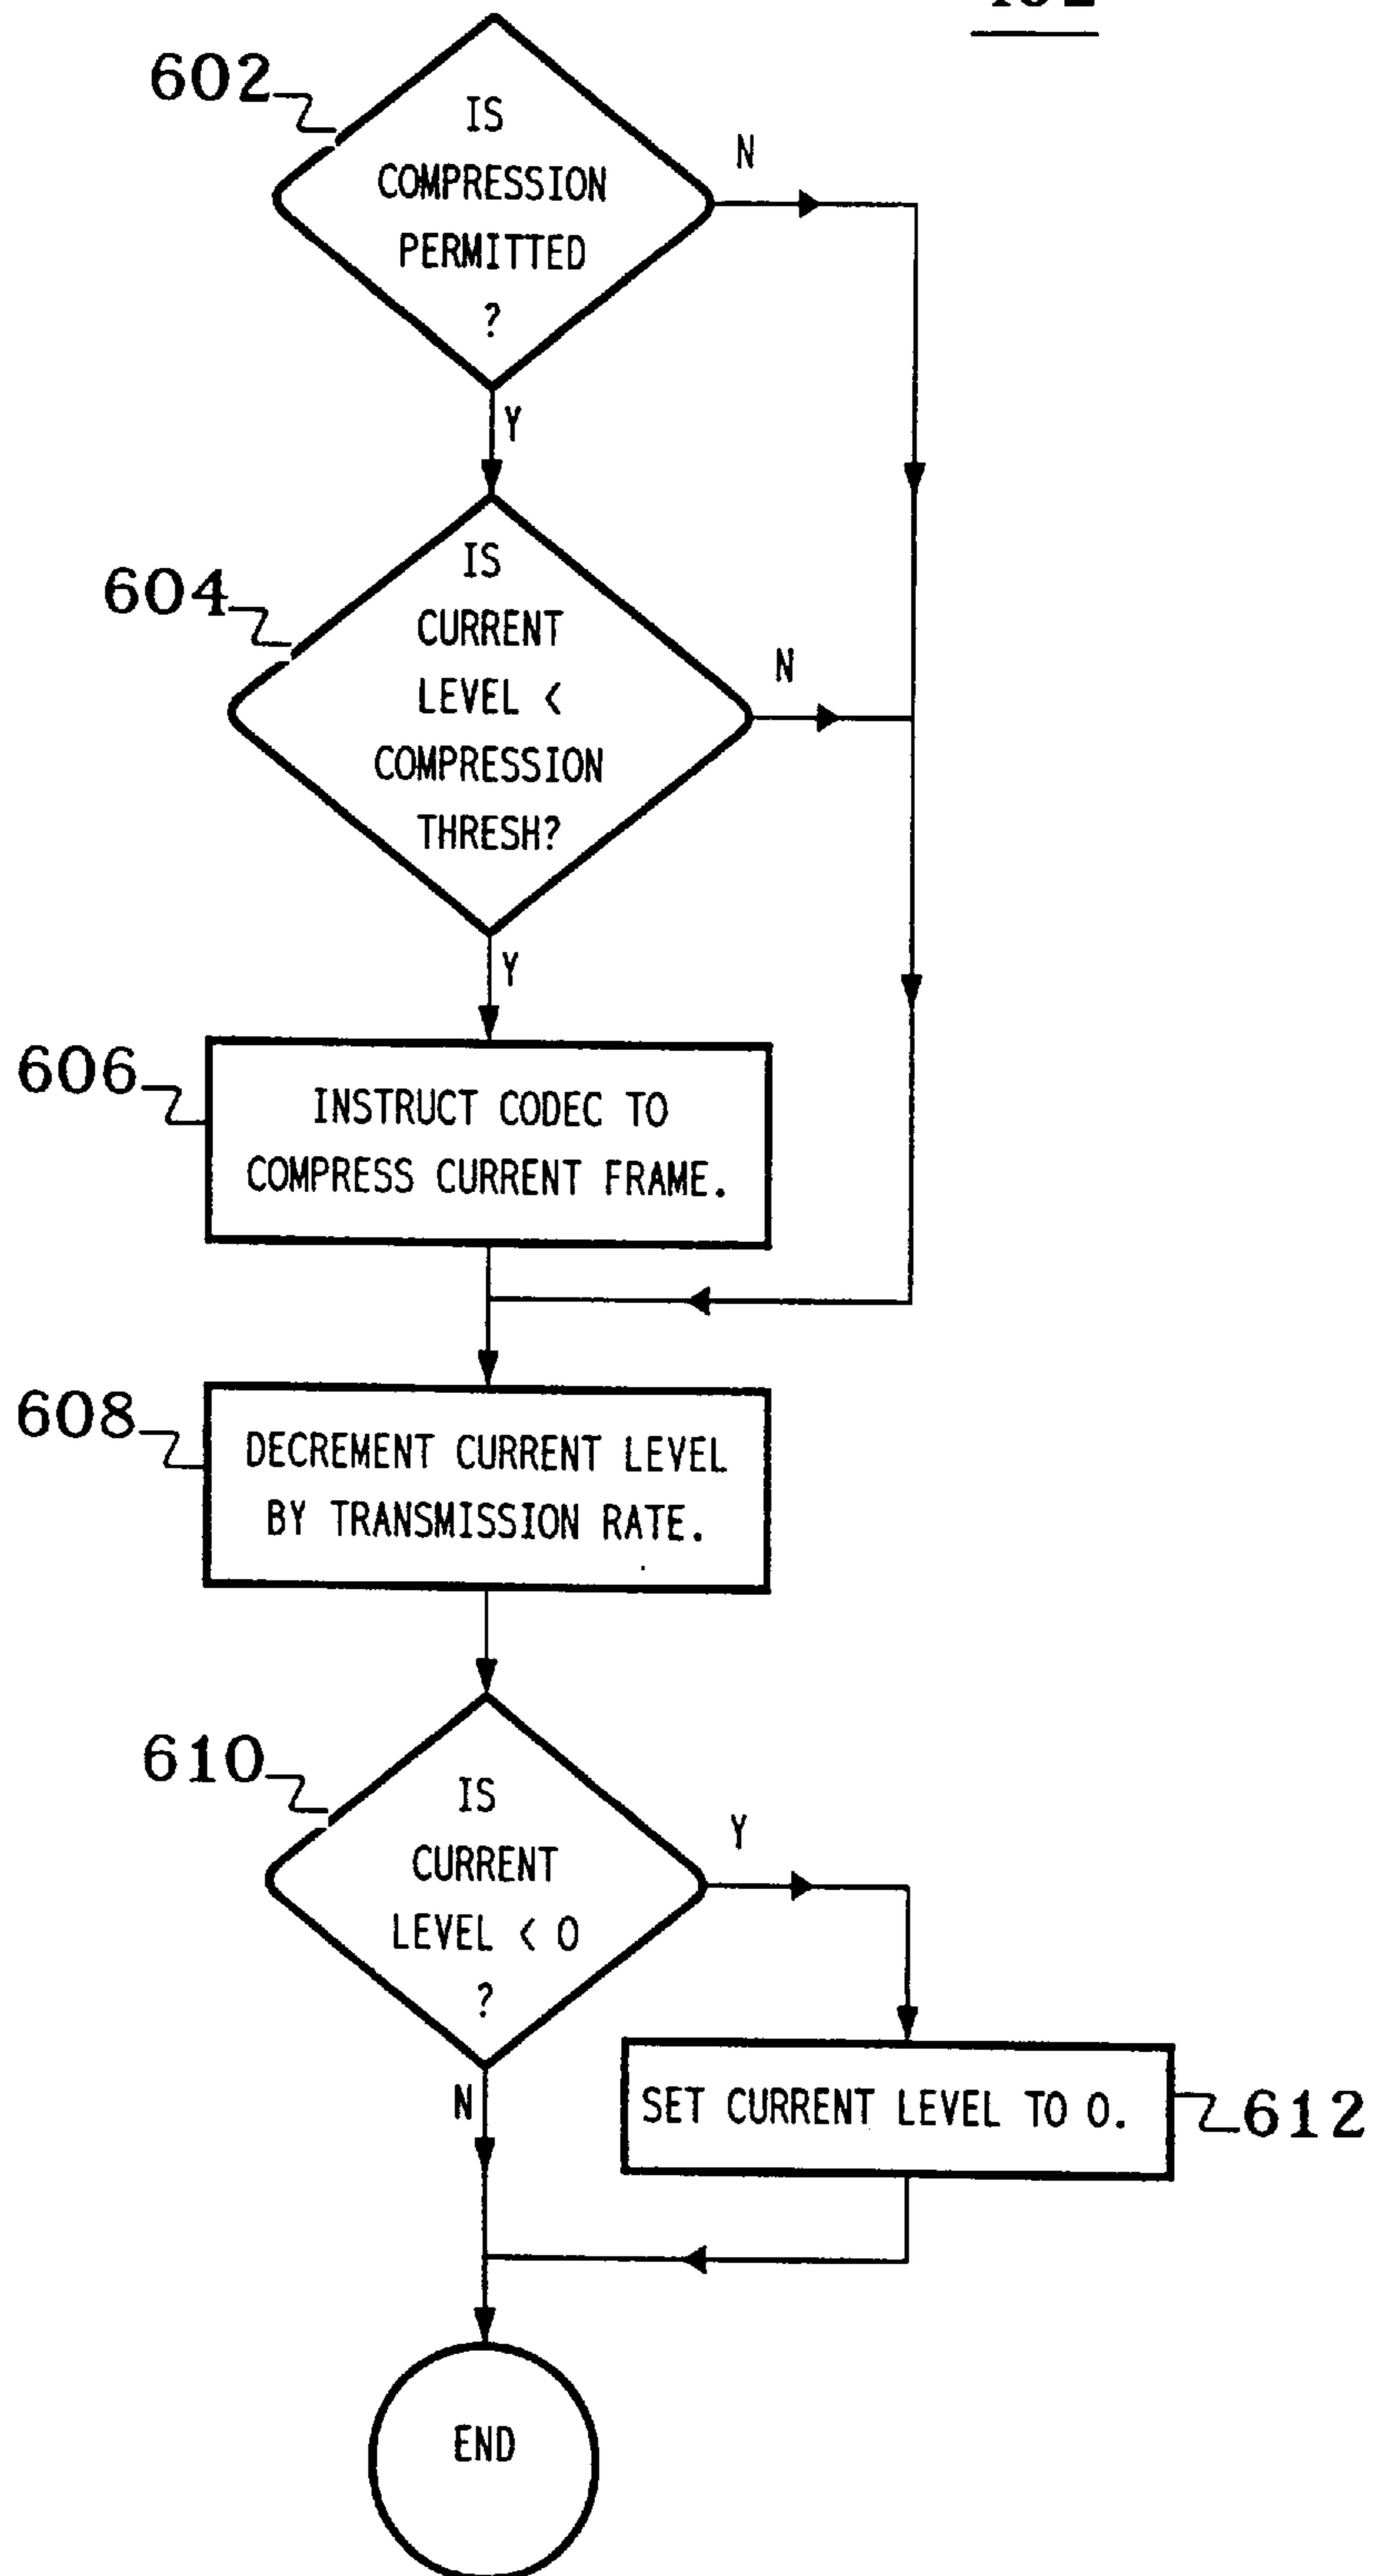 602
IS
COMPRESSION
PERMITTED
?
N
Y
604
IS
CURRENT
LEVEL <
COMPRESSION
THRESH?
N
Y
606
INSTRUCT CODEC TO
COMPRESS CURRENT FRAME.
608
DECREMENT CURRENT LEVEL
BY TRANSMISSION RATE.
610
IS
CURRENT
LEVEL < 0
?
Y
N
SET CURRENT LEVEL TO 0.
612
END